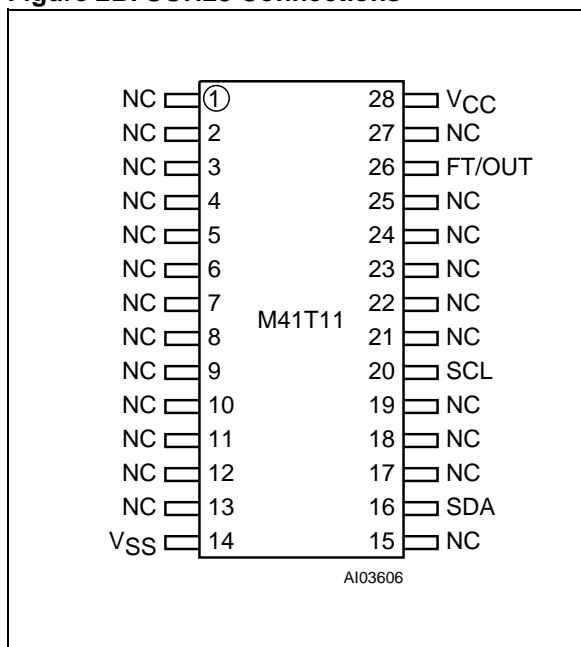 Connections
NC 1 28 VCC
NC 2 27 NC
NC 3 26 FT/OUT
NC 4 25 NC
NC 5 24 NC
NC 6 23 NC
NC 7 22 NC
M41T11
NC 8 21 NC
NC 9 20 SCL
NC 10 19 NC
NC 11 18 NC
NC 12 17 NC
NC 13 16 SDA
VSS 14 15 NC
AI03606